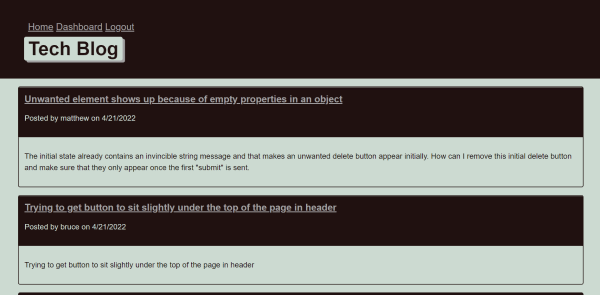 Home Dashboard Logout
Tech Blog
Unwanted element shows up because of empty properties in an object
Posted by matthew on 4/21/2022
The initial state already contains an invincible string message and that makes an unwanted delete button appear initially. How can I remove this initial delete button
and make sure that they only appear once the first "submit" is sent.
Trying to get button to sit slightly under the top of the page in header
Posted by bruce on 4/21/2022
Trying to get button to sit slightly under the top of the page in header